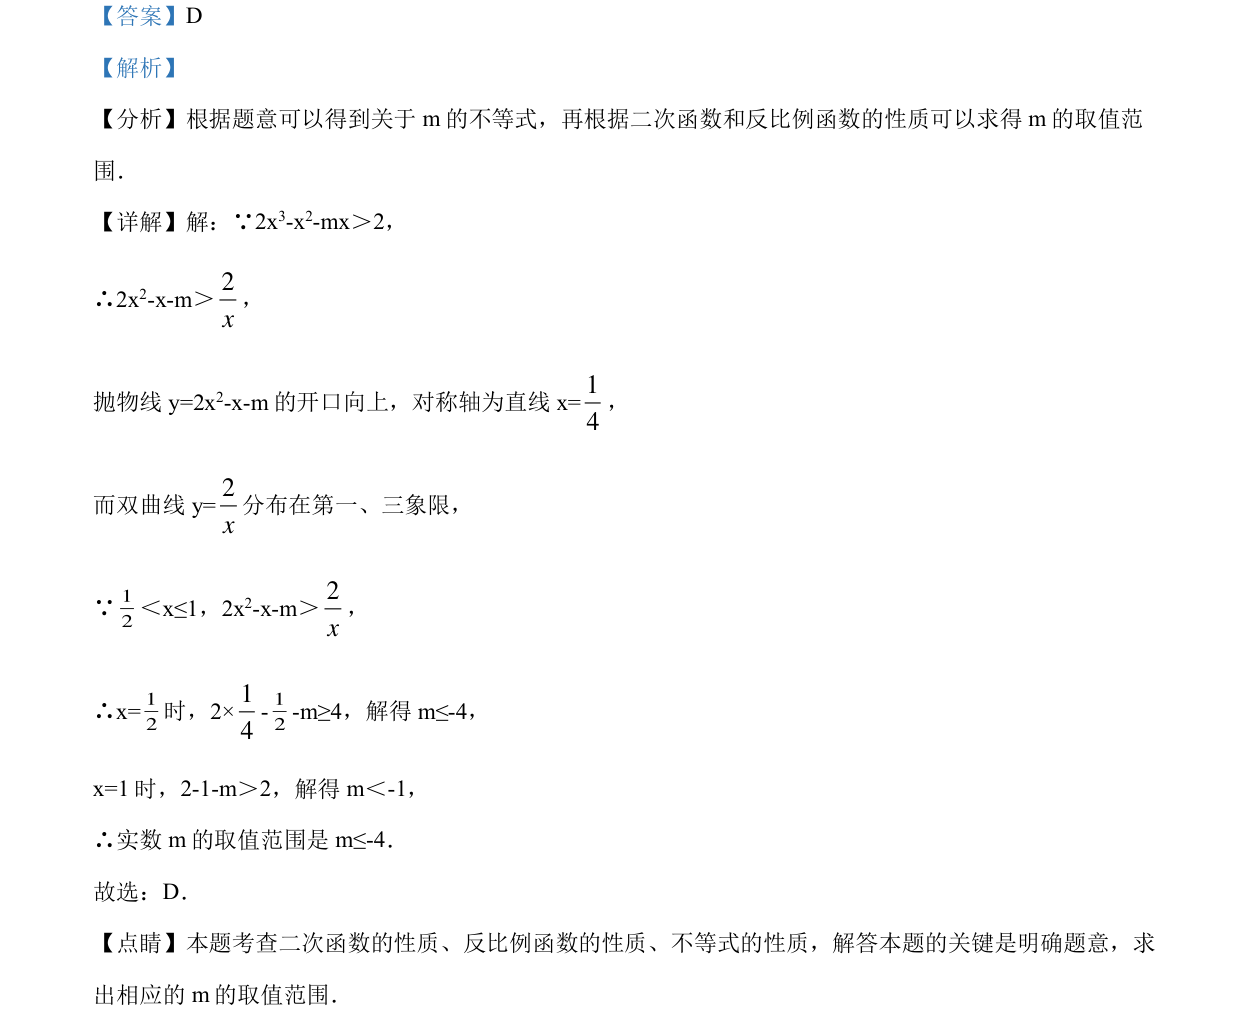 【答案】D
【解析】
【分析】根据题意可以得到关于 m 的不等式，再根据二次函数和反比例函数的性质可以求得 m 的取值范
围．
【详解】解：∵2x³-x²-mx＞2，
∴2x²-x-m＞2/x，
抛物线 y=2x²-x-m 的开口向上，对称轴为直线 x=1/4，
而双曲线 y=2/x 分布在第一、三象限，
∵1/2＜x≤1，2x²-x-m＞2/x，
∴x=1/2 时，2×1/4-1/2-m≥4，解得 m≤-4，
x=1 时，2-1-m＞2，解得 m＜-1，
∴实数 m 的取值范围是 m≤-4．
故选：D．
【点睛】本题考查二次函数的性质、反比例函数的性质、不等式的性质，解答本题的关键是明确题意，求
出相应的 m 的取值范围．